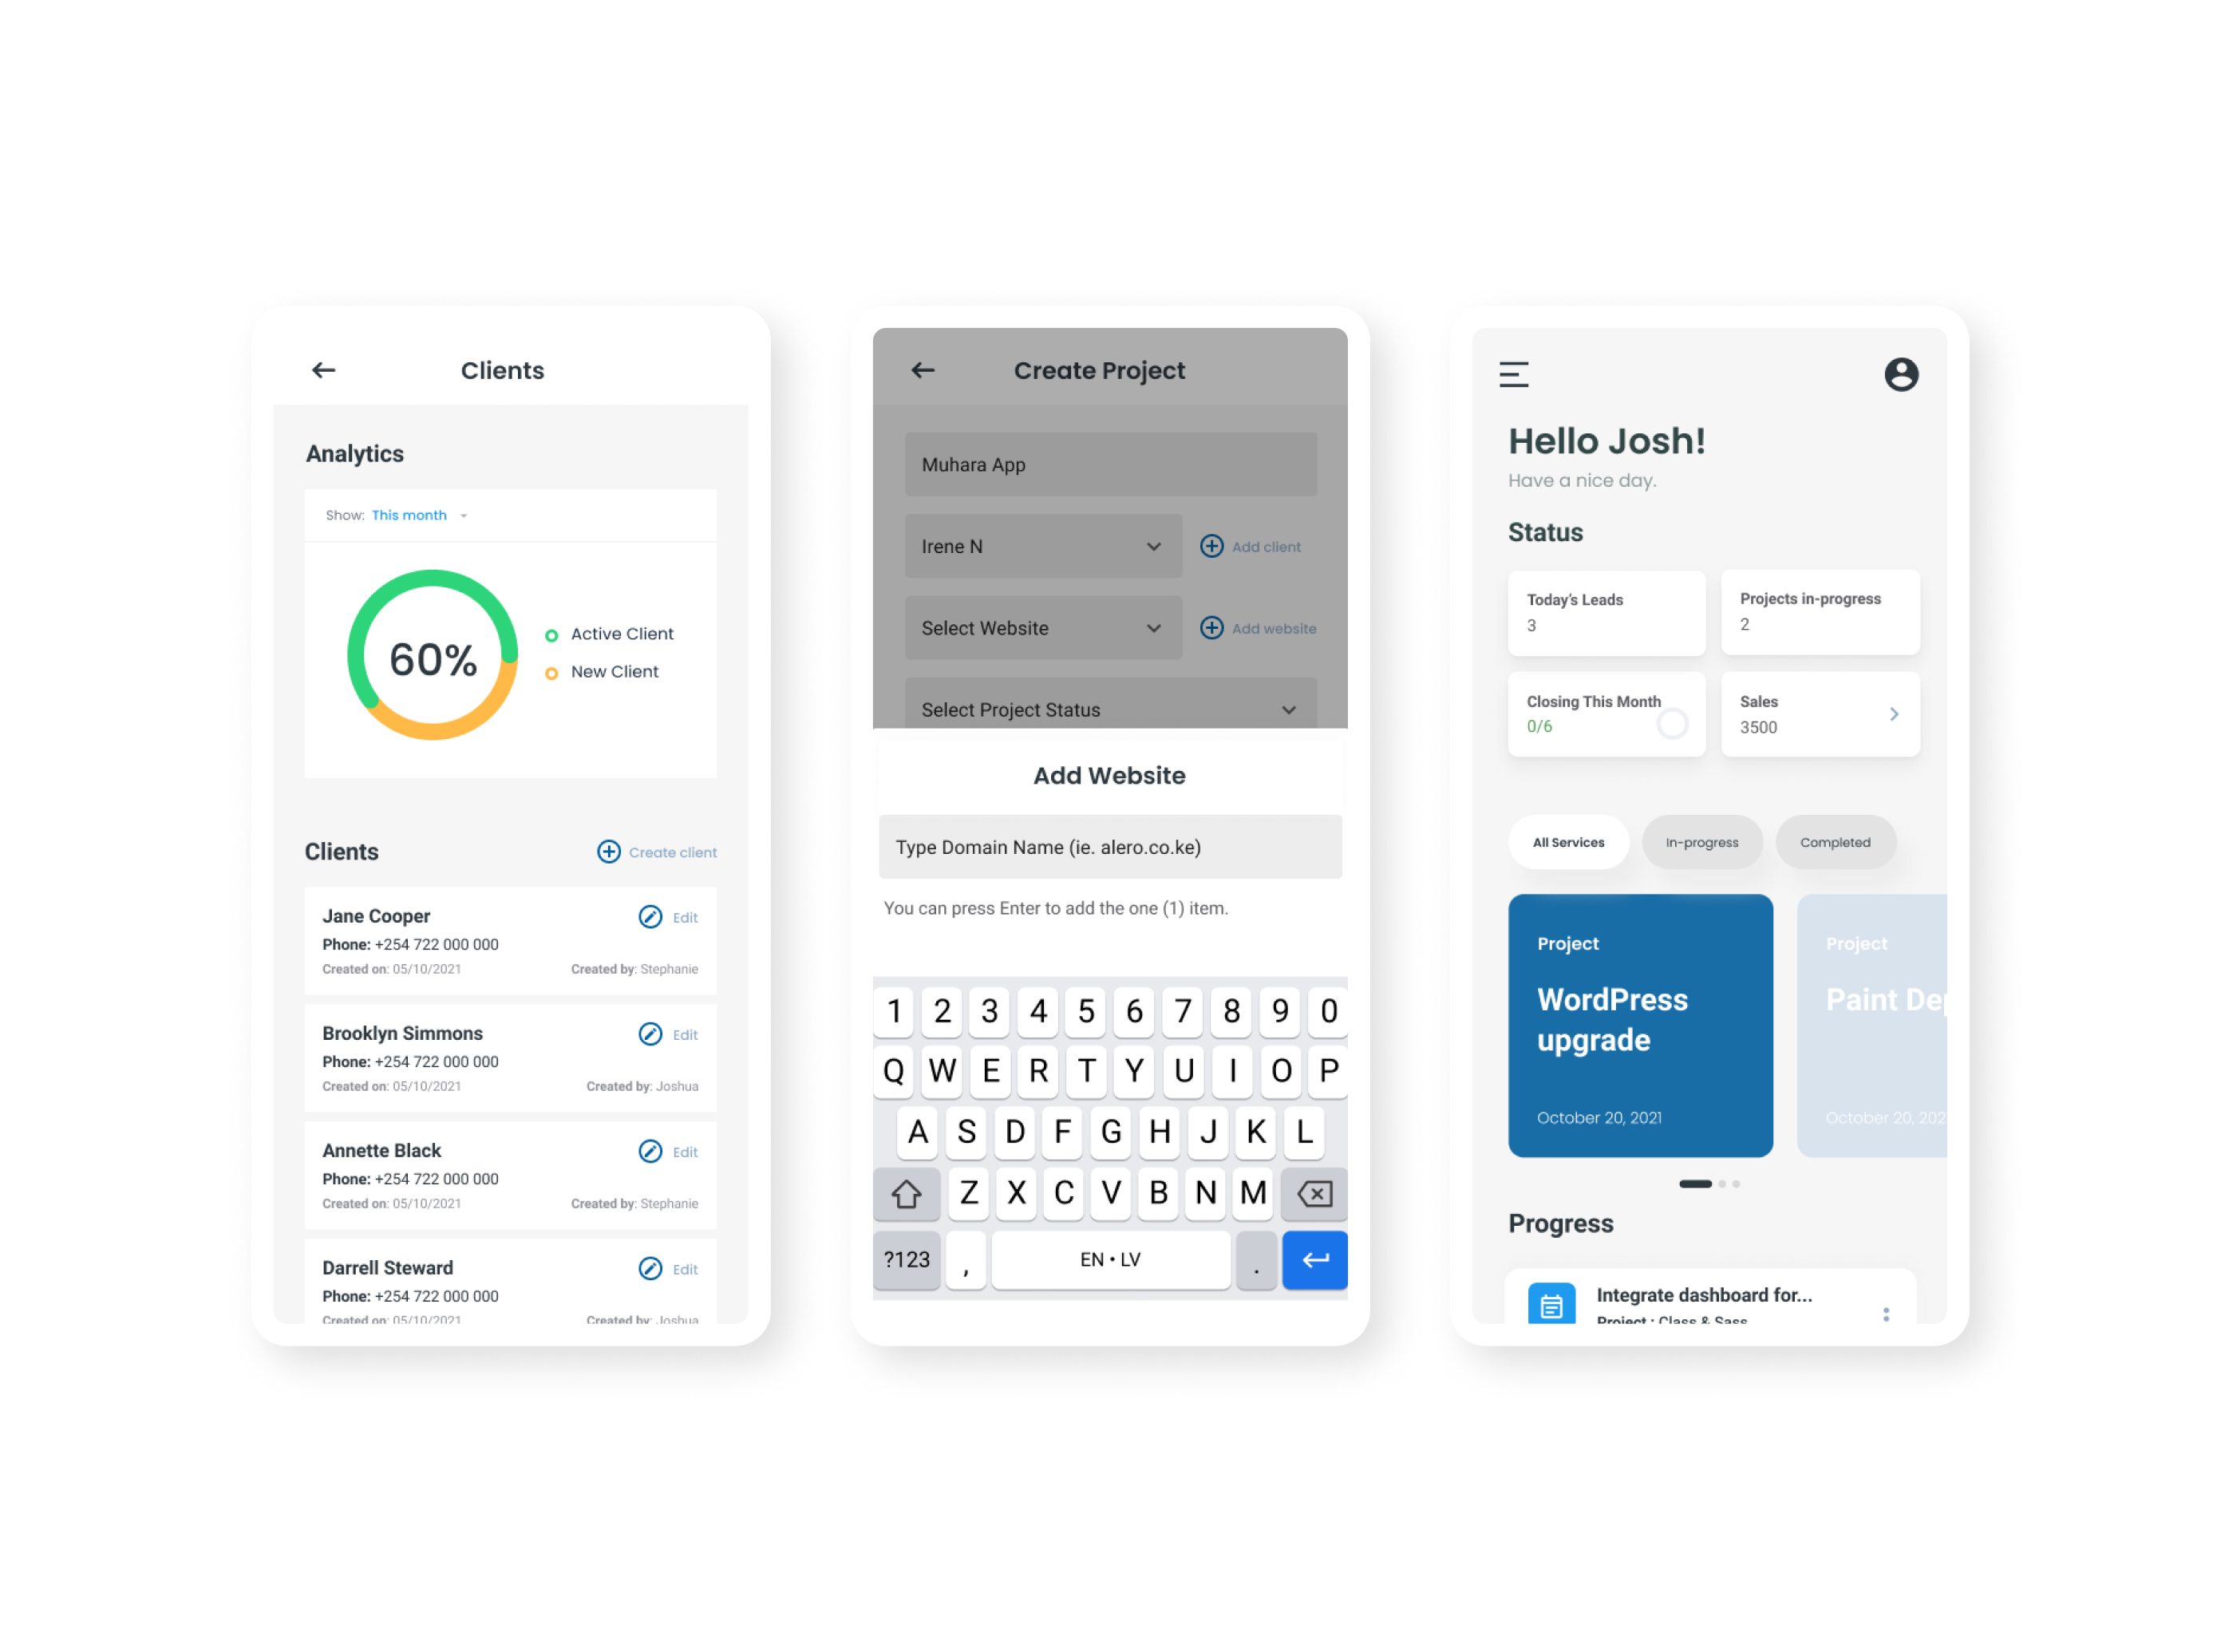 Clients
Analytics
Show: This month
60%
Active Client
New Client
Clients
Create client
Jane Cooper
Edit
Phone: +254 722 000 000
Created on: 05/10/2021
Created by: Stephanie
Brooklyn Simmons
Edit
Phone: +254 722 000 000
Created on: 05/10/2021
Created by: Joshua
Annette Black
Edit
Phone: +254 722 000 000
Created on: 05/10/2021
Created by: Stephanie
Darrell Steward
Edit
Phone: +254 722 000 000
Created on: 05/10/2021
Created by: Joshua
Create Project
Muhara App
Irene N
Add client
Select Website
Add website
Select Project Status
Add Website
Type Domain Name (ie. alero.co.ke)
You can press Enter to add the one (1) item.
1 2 3 4 5 6 7 8 9 0
Q W E R T Y U I O P
A S D F G H J K L
Z X C V B N M
?123 , EN • LV .
Hello Josh!
Have a nice day.
Status
Today's Leads
3
Projects in-progress
2
Closing This Month
0/6
Sales
3500
All Services
In-progress
Completed
Project
WordPress
upgrade
October 20, 2021
Project
Paint De
October 20, 202
Progress
Integrate dashboard for...
Project : Class & Sass